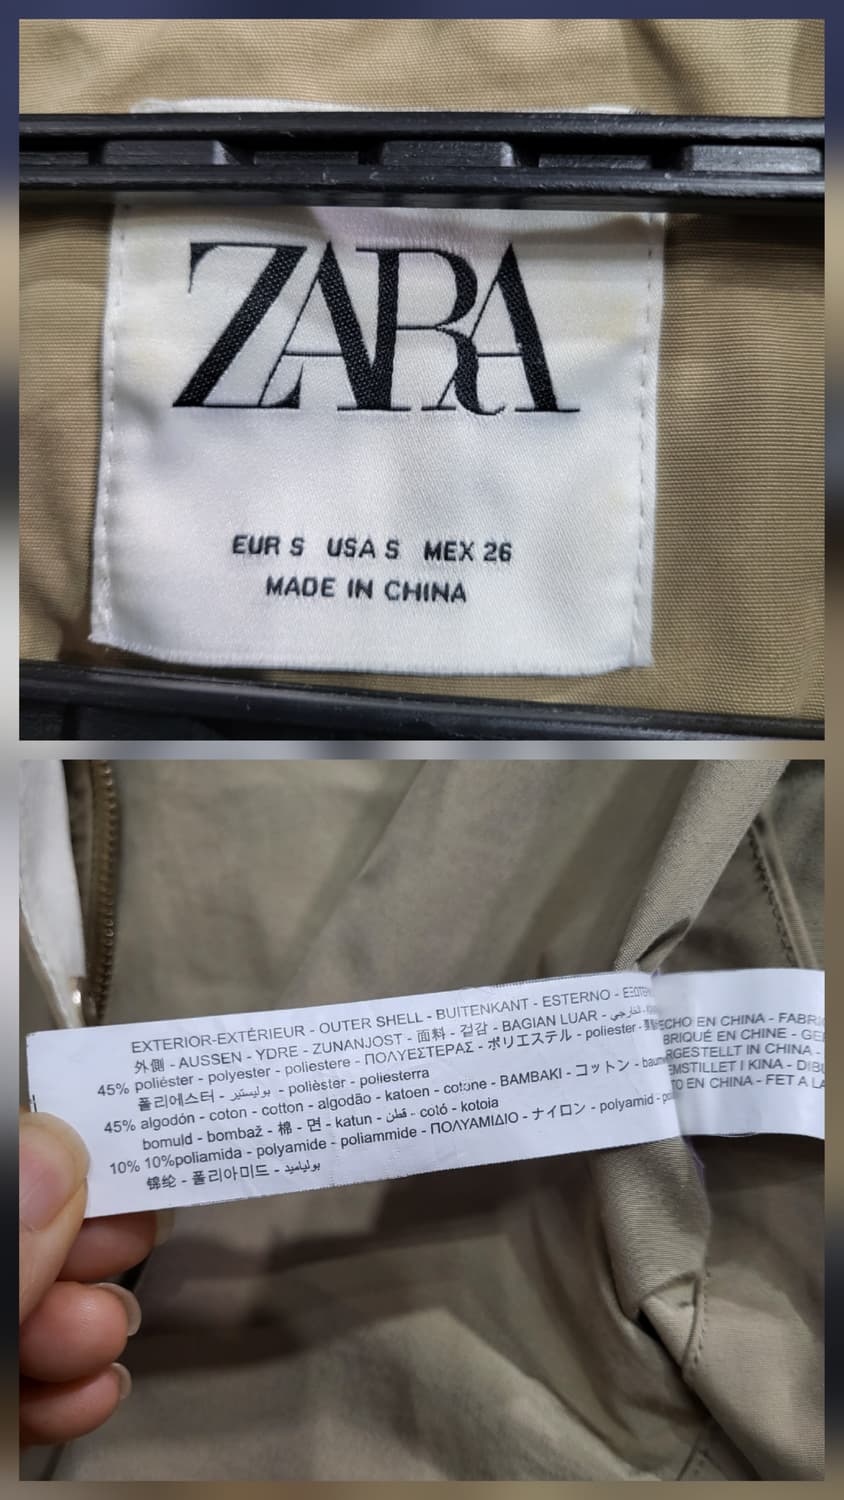 ZARA
EUR S USA S MEX 26
MADE IN CHINA
EXTERIOR-EXTÉRIEUR - OUTER SHELL - BUITENKANT - ESTERNO -
外側 - AUSSEN - YDRE - ZUNANJOST - 面料 - 겉감 - BAGIAN LUAR - الخارجي -
45% poliéster - polyester - poliestere - ΠΟΛΥΕΣΤΕΡΑΣ - ポリエステル - poliester -
폴리에스터 - بوليستير - polièster - poliesterra
45% algodón - coton - cotton - algodão - katoen - cotone - BAMBAKI - コットン -
bomuld - bombaž - 棉 - 면 - katun - قطن - cotó - kotoia
10% 10%poliamida - polyamide - poliammide - ΠΟΛΥΑΜΙΔΙΟ - ナイロン - polyamid -
锦纶 - 폴리아미드 - بولياميد
ECHO EN CHINA - FABRI
BRIQUÉ EN CHINE - GE
RGESTELLT IN CHINA -
EMSTILLET I KINA - DIB
TO EN CHINA - FET A LA